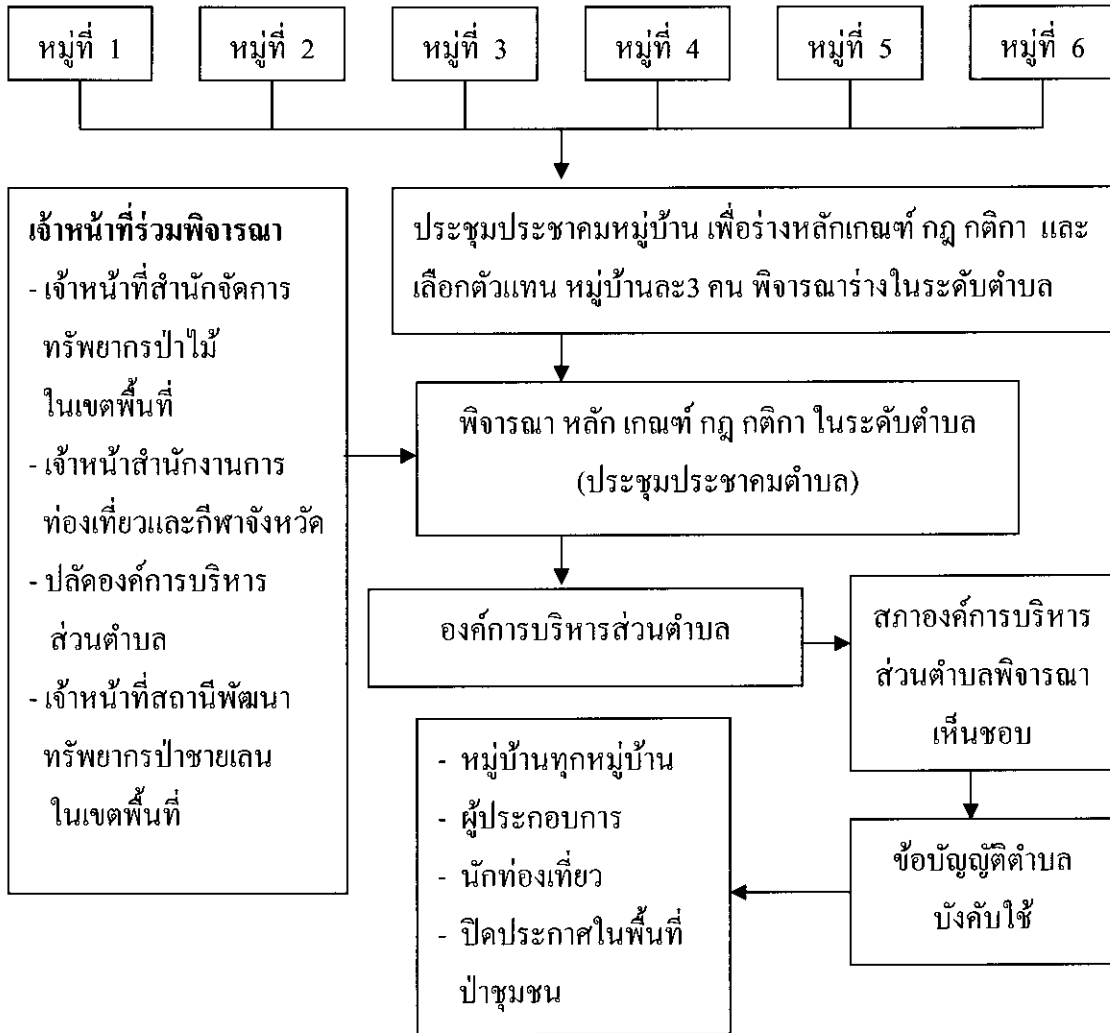 หมู่ที่ 1
หมู่ที่ 2
หมู่ที่ 3
หมู่ที่ 4
หมู่ที่ 5
หมู่ที่ 6
ประชุมประชาคมหมู่บ้าน เพื่อร่างหลักเกณฑ์ กฎ กติกา และ
เลือกตัวแทน หมู่บ้านละ3 คน พิจารณาร่างในระดับตำบล
เจ้าหน้าที่ร่วมพิจารณา
- เจ้าหน้าที่สำนักจัดการ
ทรัพยากรป่าไม้
ในเขตพื้นที่
- เจ้าหน้าสำนักงานการ
ท่องเที่ยวและกีฬาจังหวัด
- ปลัดองค์การบริหาร
ส่วนตำบล
- เจ้าหน้าที่สถานีพัฒนา
ทรัพยากรป่าชายเลน
ในเขตพื้นที่
พิจารณา หลัก เกณฑ์ กฎ กติกา ในระดับตำบล
(ประชุมประชาคมตำบล)
องค์การบริหารส่วนตำบล
สภาองค์การบริหาร
ส่วนตำบลพิจารณา
เห็นชอบ
ข้อบัญญัติตำบล
บังคับใช้
- หมู่บ้านทุกหมู่บ้าน
- ผู้ประกอบการ
- นักท่องเที่ยว
- ปิดประกาศในพื้นที่
ป่าชุมชน